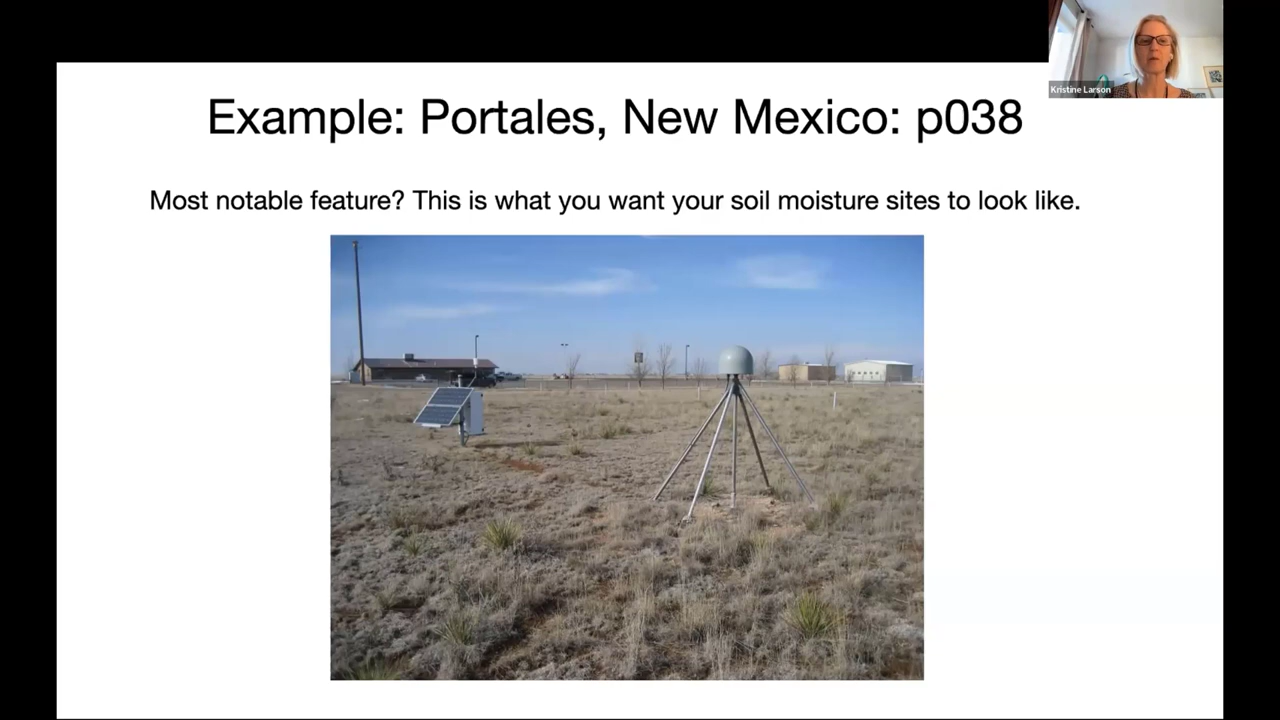 Kristine Larson
Example: Portales, New Mexico: p038
Most notable feature? This is what you want your soil moisture sites to look like.